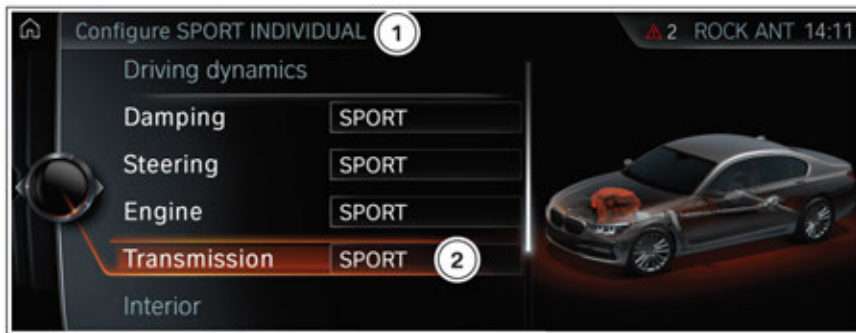 Configure SPORT INDIVIDUAL 1
2 ROCK ANT 14:11
Driving dynamics
Damping SPORT
Steering SPORT
Engine SPORT
Transmission SPORT 2
Interior